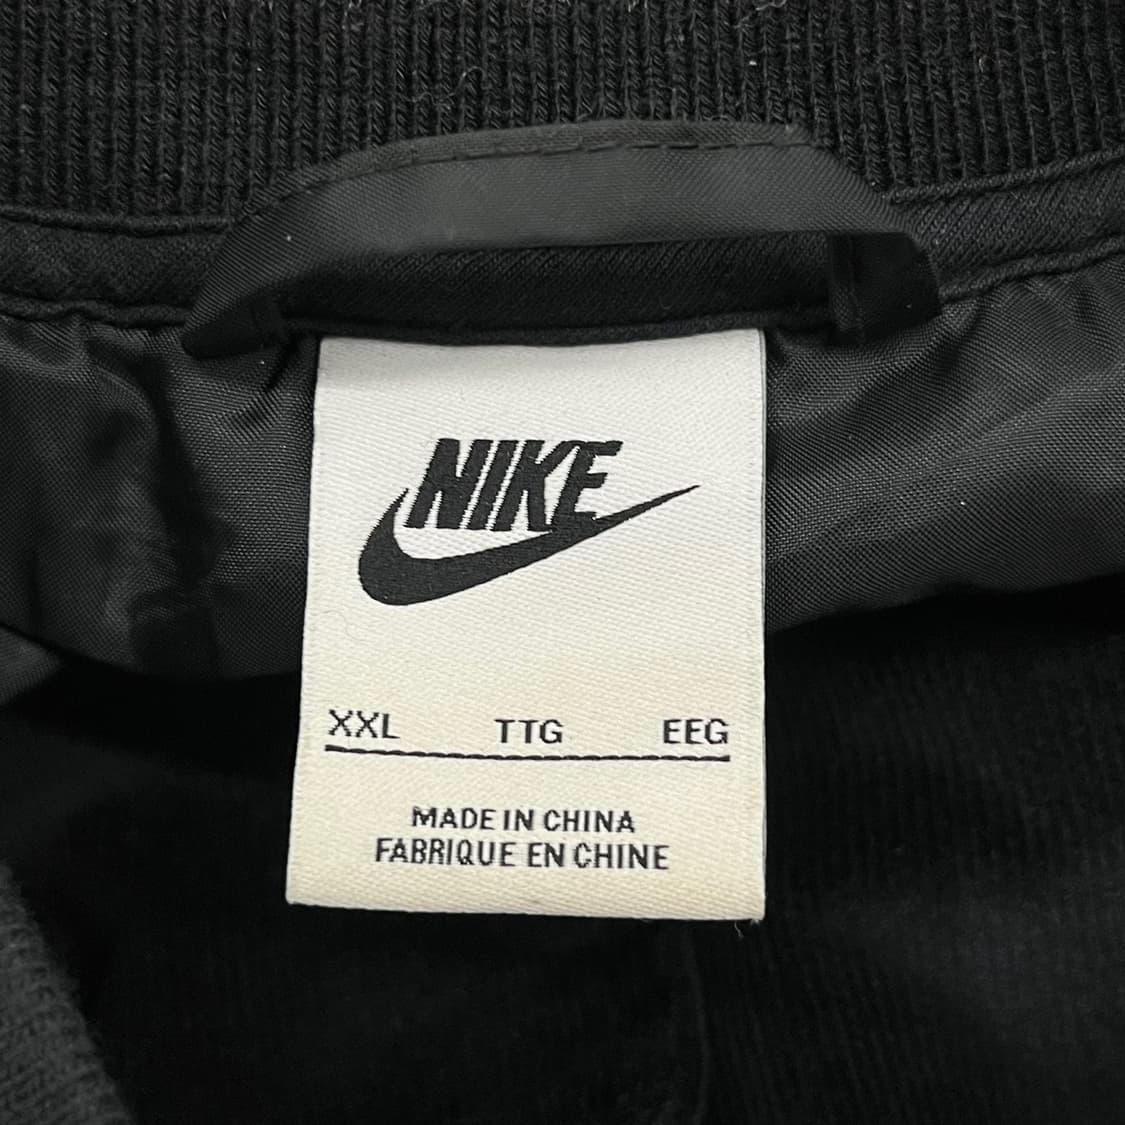 NIKE
XXL TTG EEG
MADE IN CHINA
FABRIQUE EN CHINE